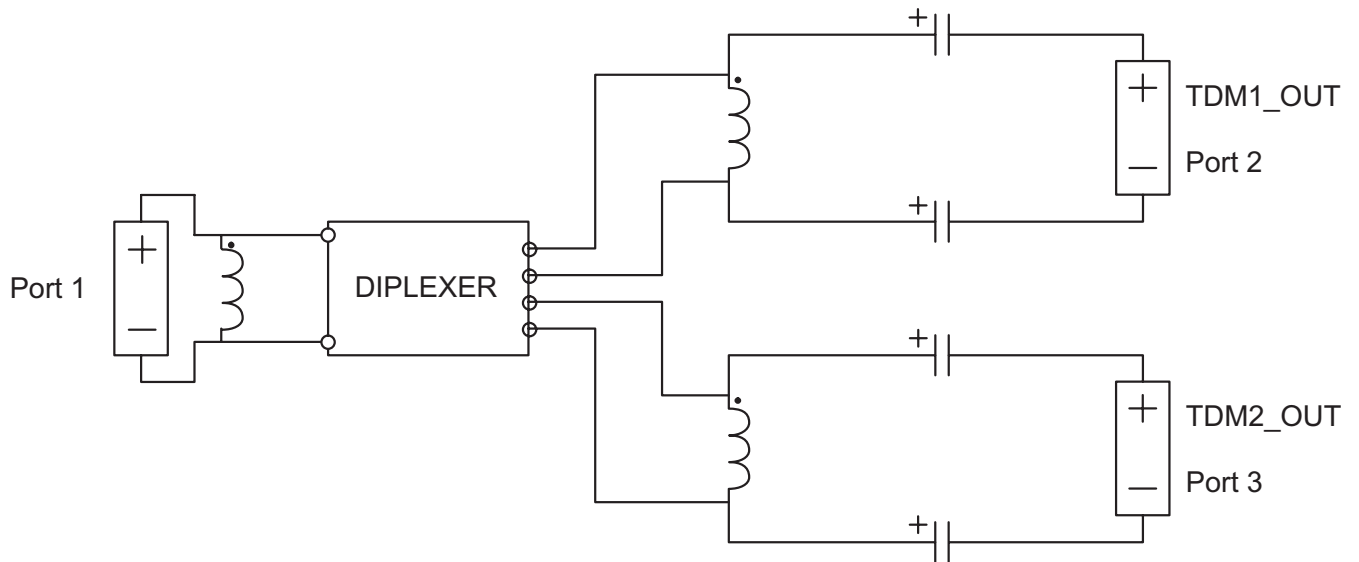 +
TDM1_OUT
+
−
Port 2
+
Port 1
+
−
DIPLEXER
+
TDM2_OUT
+
−
Port 3
+